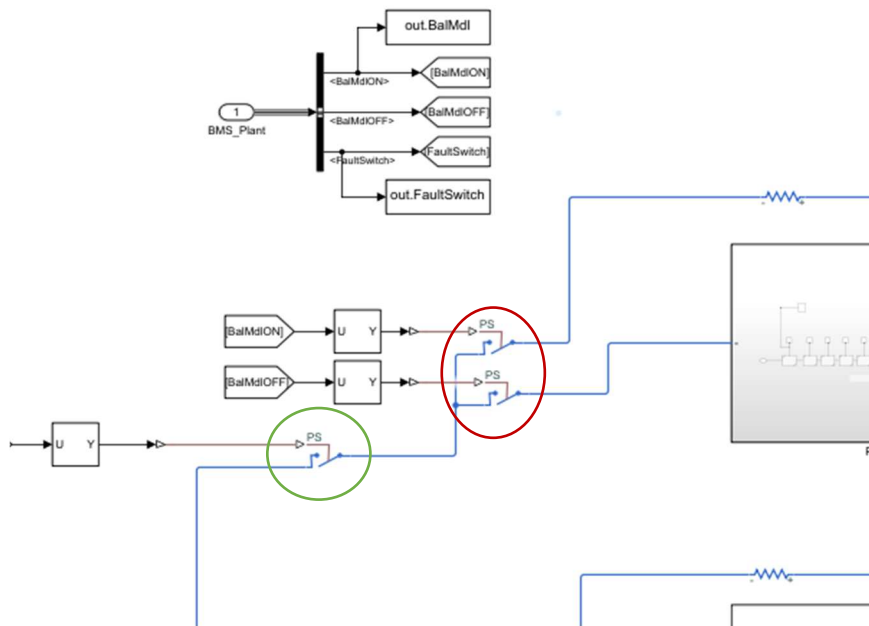 out.BalMdl
<BalMdlON>
[BalMdlON]
1
BMS_Plant
<BalMdlOFF>
[BalMdlOFF]
<FaultSwitch>
[FaultSwitch]
out.FaultSwitch
- +
[BalMdlON]
U Y
PS
[BalMdlOFF]
U Y
PS
U Y
PS
- +